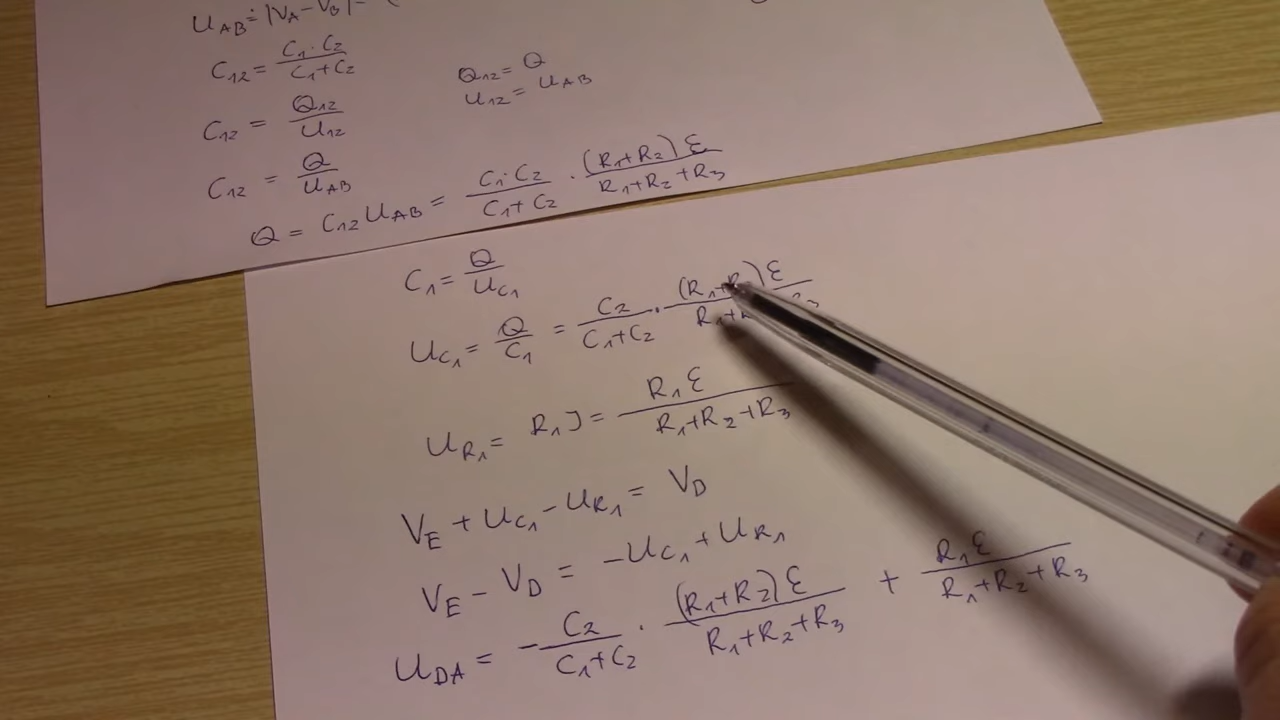 U_AB = |V_A - V_B| =
C_12 = (C_1 · C_2)/(C_1 + C_2)
Q_12 = Q
C_12 = Q_12/U_12
U_12 = U_AB
C_12 = Q/U_AB
Q = C_12 U_AB = (C_1 · C_2)/(C_1 + C_2) · ((R_1 + R_2) ε)/(R_1 + R_2 + R_3)
C_1 = Q/U_C1
U_C1 = Q/C_1 = C_2/(C_1 + C_2) · ((R_1 + R) ε)/(R_1 +
U_R1 = R_1 J = (R_1 ε)/(R_1 + R_2 + R_3)
V_E + U_C1 - U_R1 = V_D
V_E - V_D = -U_C1 + U_R1
U_DA = - C_2/(C_1 + C_2) · ((R_1 + R_2) ε)/(R_1 + R_2 + R_3) + (R_1 ε)/(R_1 + R_2 + R_3)